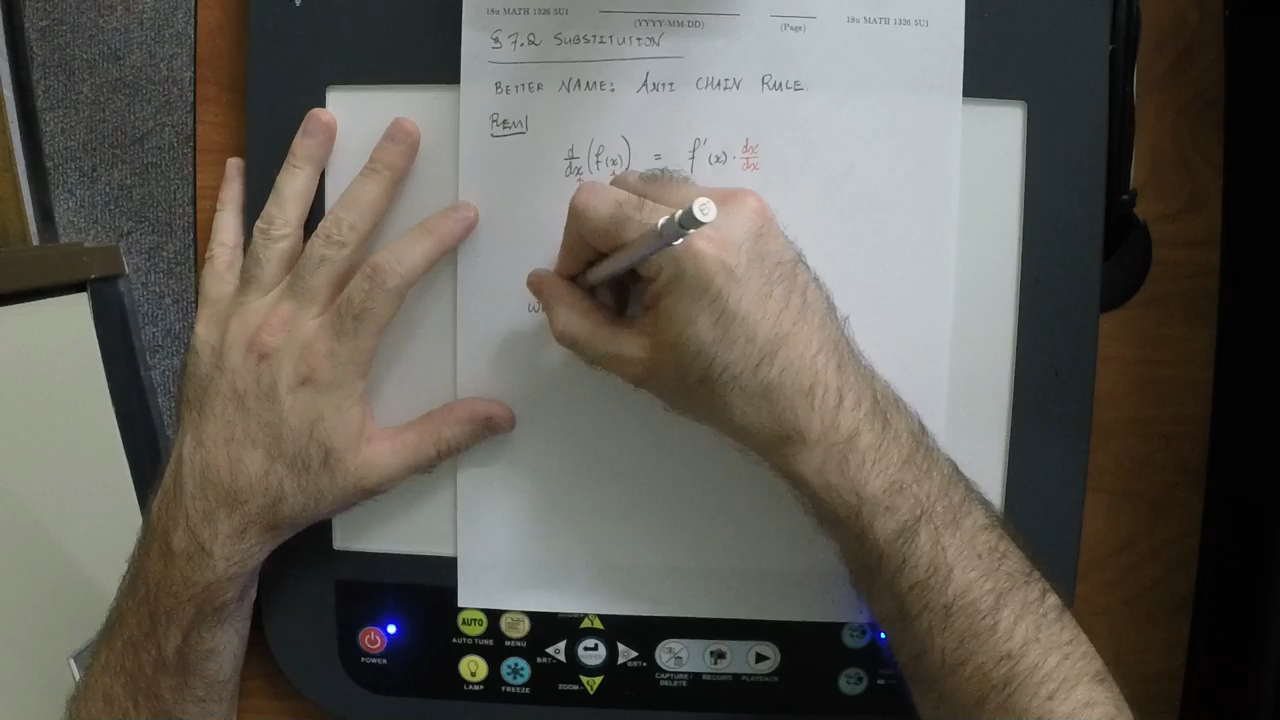 18u MATH 1326 5U1 (YYYY-MM-DD) (Page) 18u MATH 1326 5U1
§ 7.2 SUBSTITUTION
BETTER NAME: ANTI CHAIN RULE.
REM
d/dx (f(x)) = f'(x) · dx/dx
AUTO MENU
AUTO TUNE
POWER BRT- BRT+
LAMP FREEZE ZOOM- CAPTURE/DELETE RECORD PLAYBACK